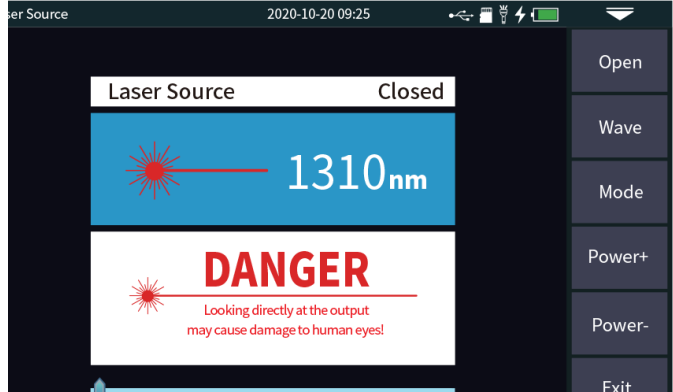 ser Source 2020-10-20 09:25
Open
Laser Source Closed
Wave
1310nm
Mode
DANGER
Power+
Looking directly at the output
may cause damage to human eyes!
Power-
Exit